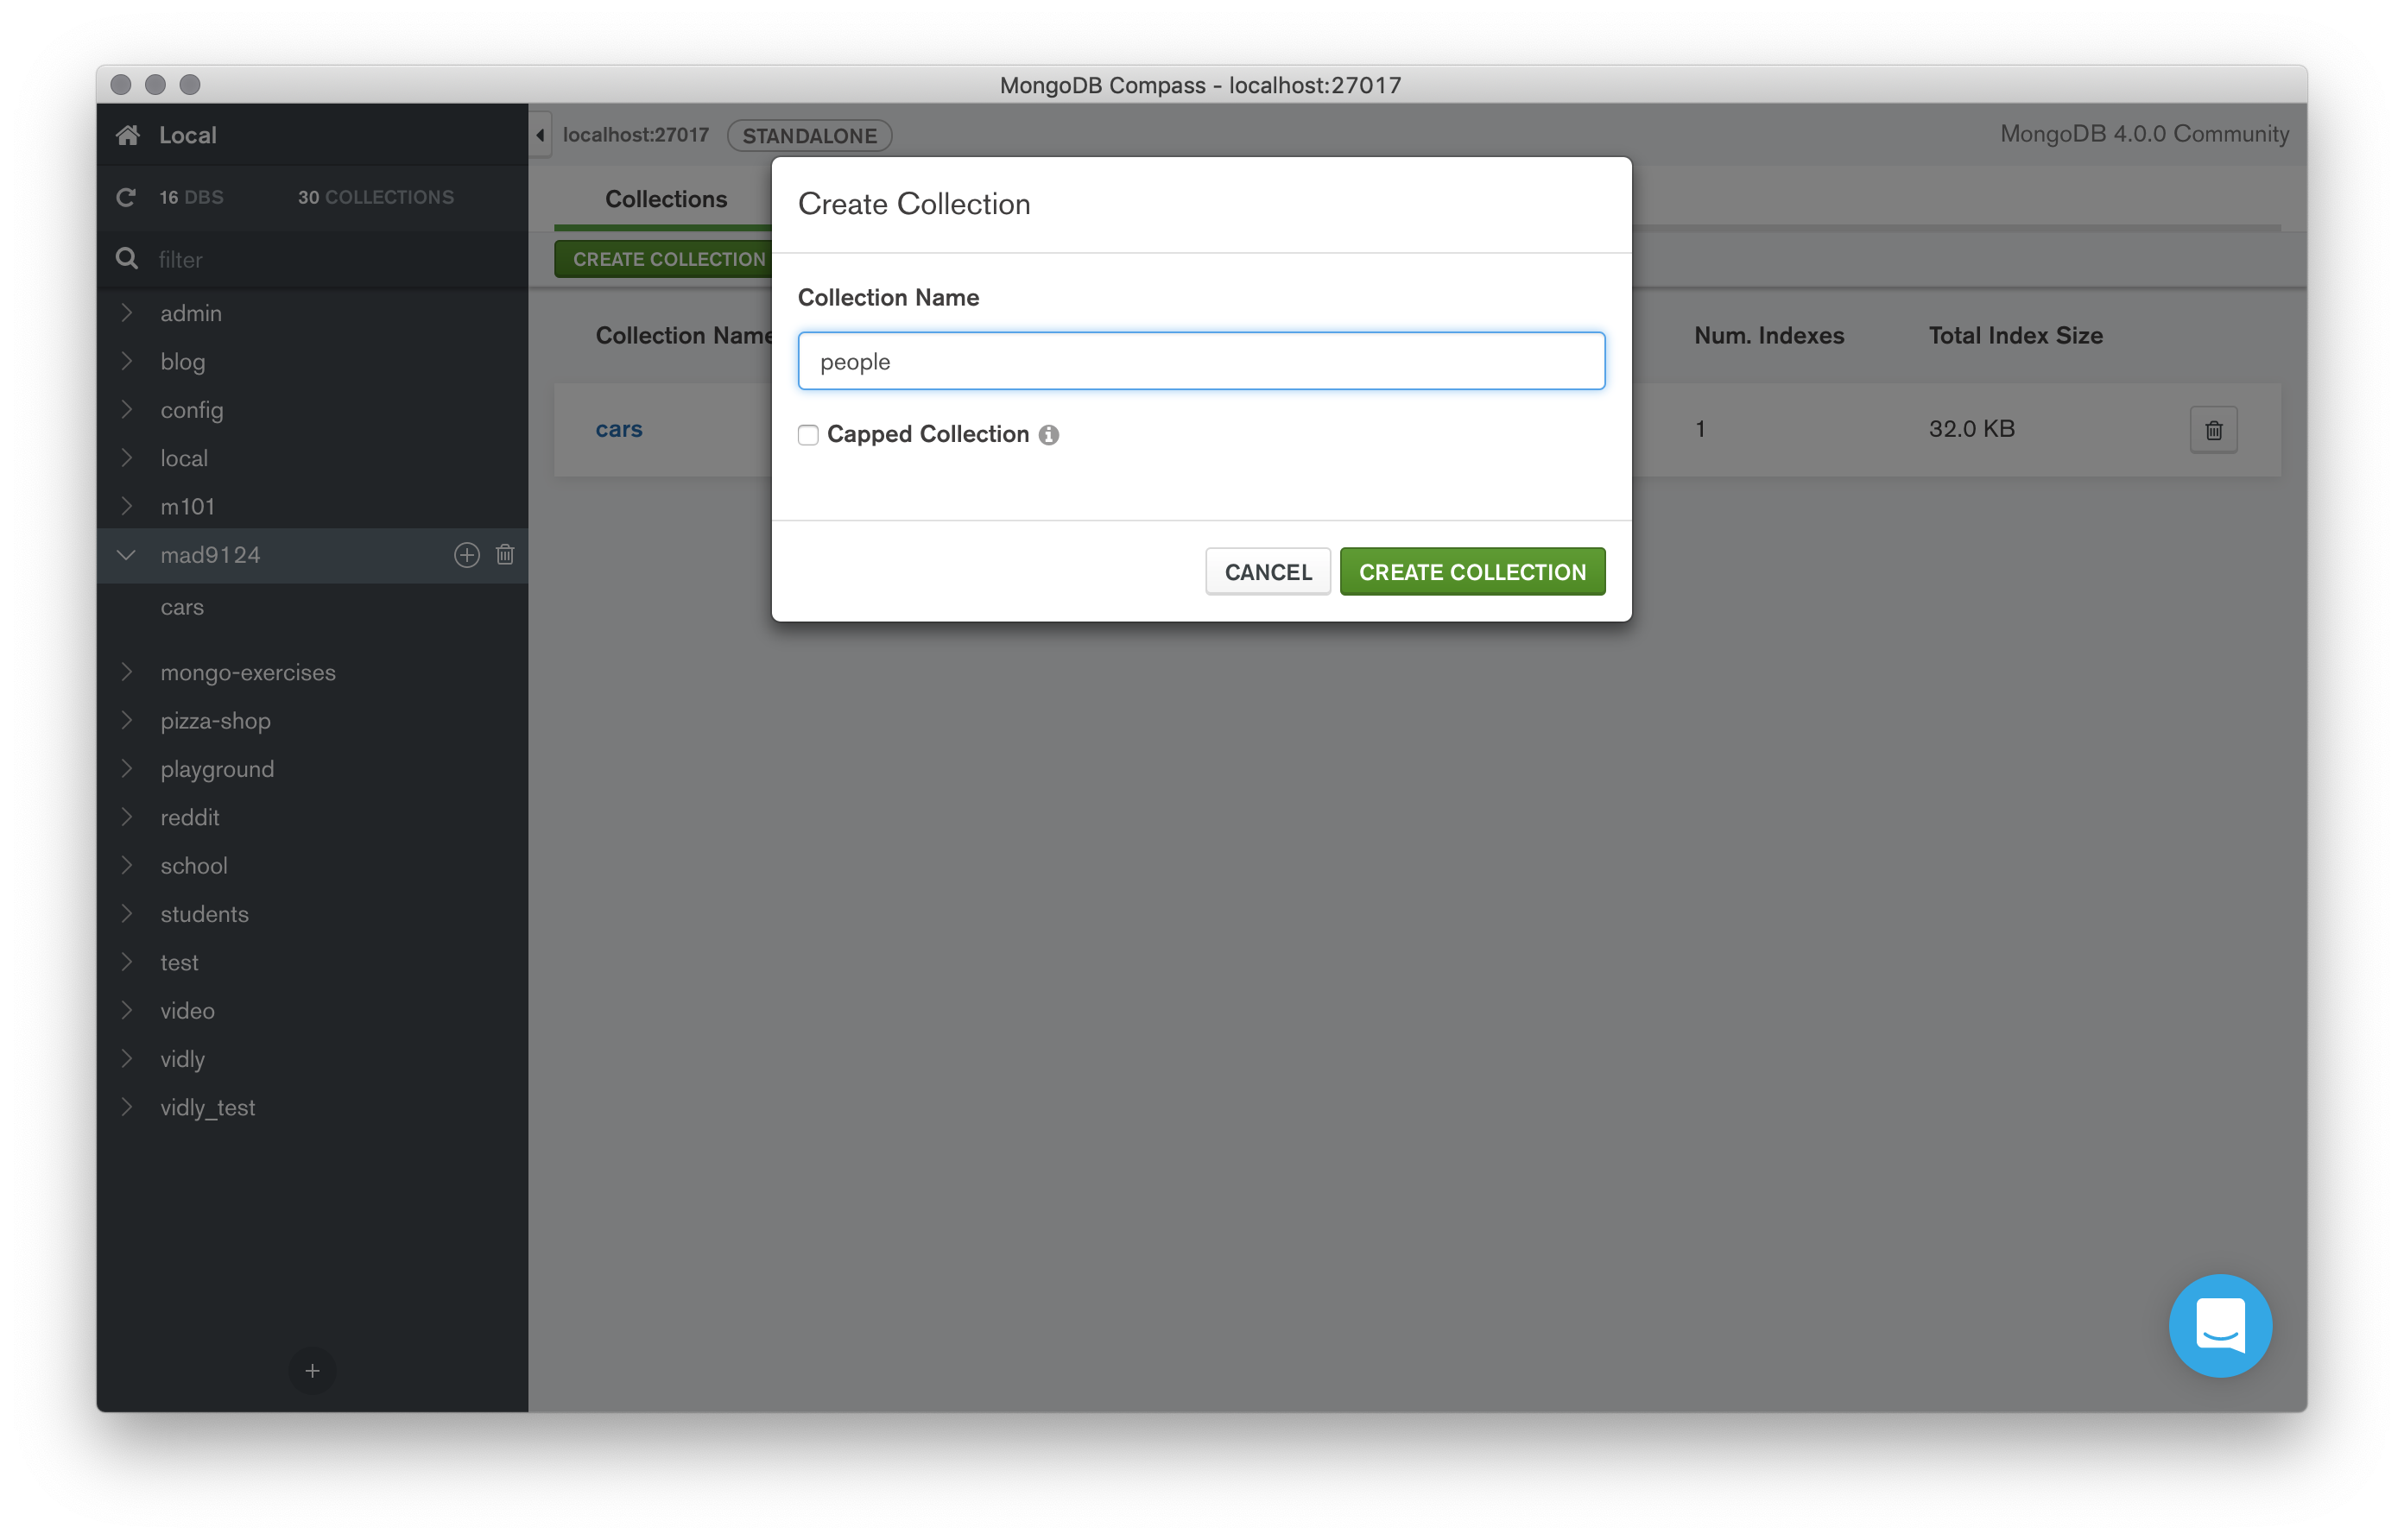 MongoDB Compass - localhost:27017
Local
localhost:27017 STANDALONE
MongoDB 4.0.0 Community
16 DBS 30 COLLECTIONS
filter
admin
blog
config
local
m101
mad9124
cars
mongo-exercises
pizza-shop
playground
reddit
school
students
test
video
vidly
vidly_test
Collections
CREATE COLLECTION
Collection Name Num. Indexes Total Index Size
cars 1 32.0 KB
Create Collection
Collection Name
people
Capped Collection
CANCEL CREATE COLLECTION